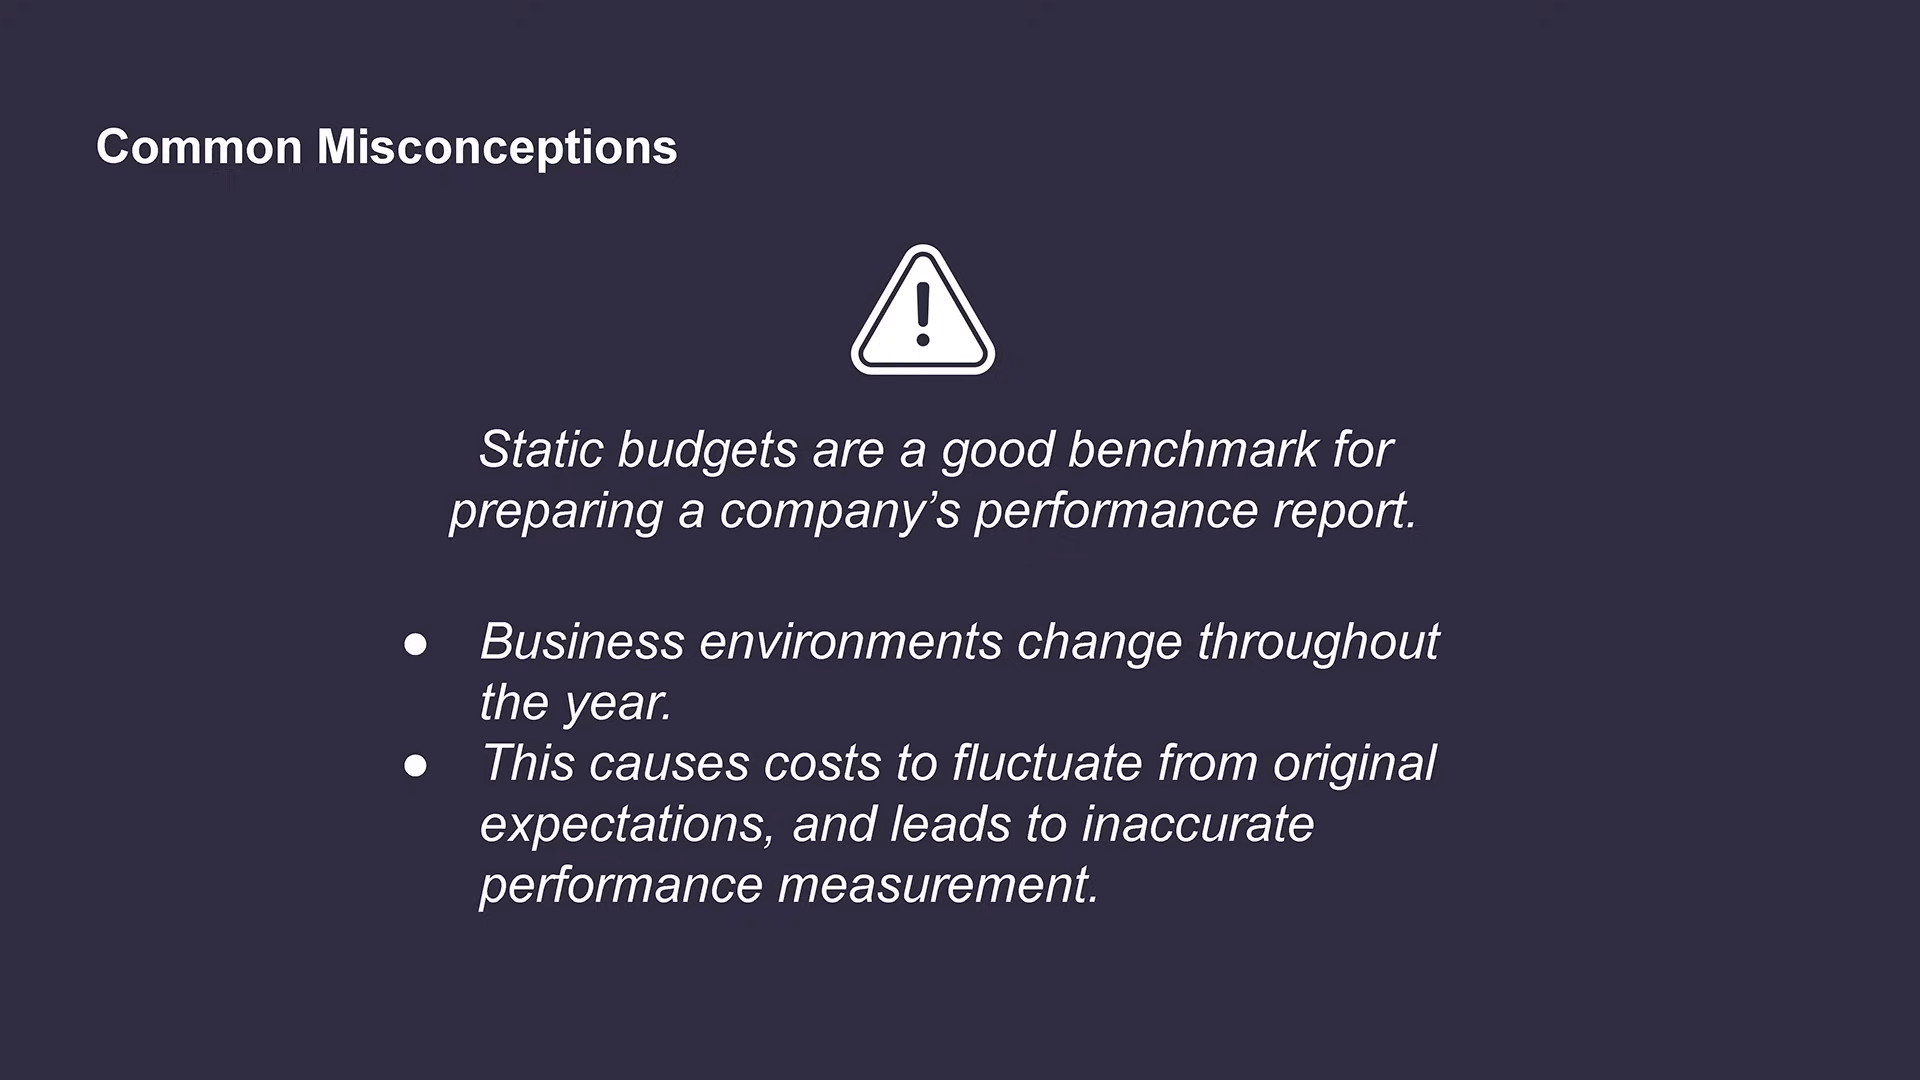 Common Misconceptions
Static budgets are a good benchmark for
preparing a company’s performance report.
● Business environments change throughout
the year.
● This causes costs to fluctuate from original
expectations, and leads to inaccurate
performance measurement.